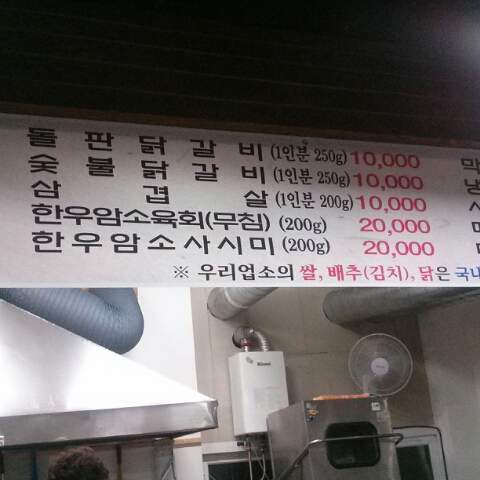 돌판닭갈비 (1인분 250g) 10,000
숯불닭갈비 (1인분 250g) 10,000
삼겹살 (1인분 200g) 10,000
한우암소육회(무침) (200g) 20,000
한우암소사시미 (200g) 20,000
※ 우리업소의 쌀, 배추(김치), 닭은 국내
Rinnai